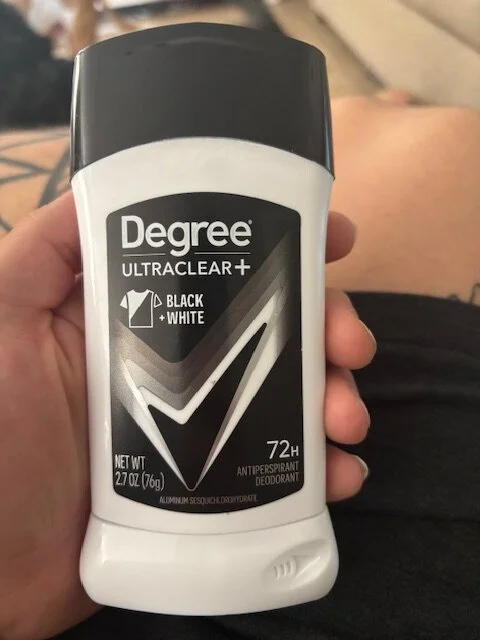 Degree®
ULTRACLEAR+
BLACK
+ WHITE
72H
NET WT
2.7 OZ (76g)
ANTIPERSPIRANT
DEODORANT
ALUMINUM SESQUICHLOROHYDRATE